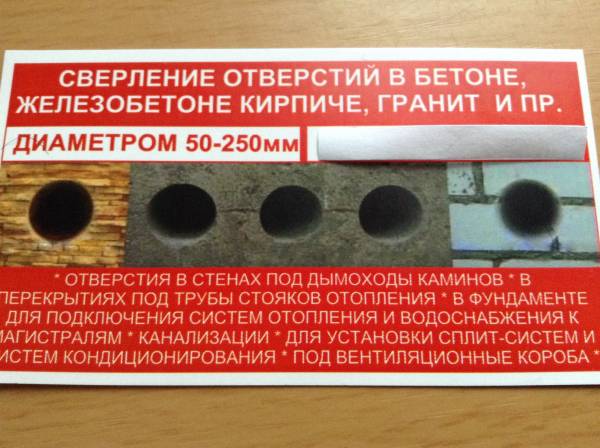 СВЕРЛЕНИЕ ОТВЕРСТИЙ В БЕТОНЕ,
ЖЕЛЕЗОБЕТОНЕ КИРПИЧЕ, ГРАНИТ И ПР.
ДИАМЕТРОМ 50-250мм
* ОТВЕРСТИЯ В СТЕНАХ ПОД ДЫМОХОДЫ КАМИНОВ * В
ПЕРЕКРЫТИЯХ ПОД ТРУБЫ СТОЯКОВ ОТОПЛЕНИЯ * В ФУНДАМЕНТЕ
ДЛЯ ПОДКЛЮЧЕНИЯ СИСТЕМ ОТОПЛЕНИЯ И ВОДОСНАБЖЕНИЯ К
МАГИСТРАЛЯМ * КАНАЛИЗАЦИИ * ДЛЯ УСТАНОВКИ СПЛИТ-СИСТЕМ И
СИСТЕМ КОНДИЦИОНИРОВАНИЯ * ПОД ВЕНТИЛЯЦИОННЫЕ КОРОБА *